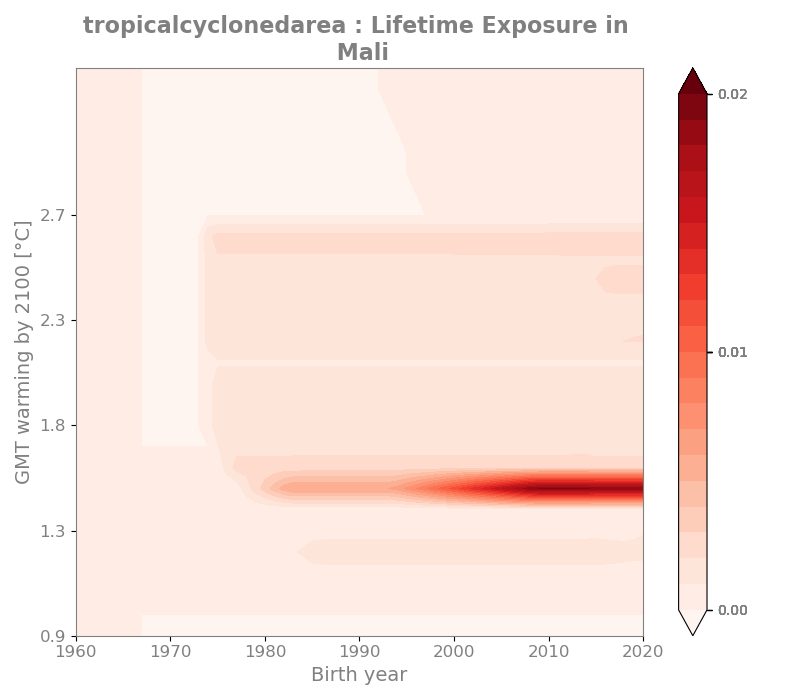 tropicalcyclonedarea : Lifetime Exposure in
Mali
GMT warming by 2100 [°C]
2.7
2.3
1.8
1.3
0.9
1960 1970 1980 1990 2000 2010 2020
Birth year
0.02
0.01
0.00